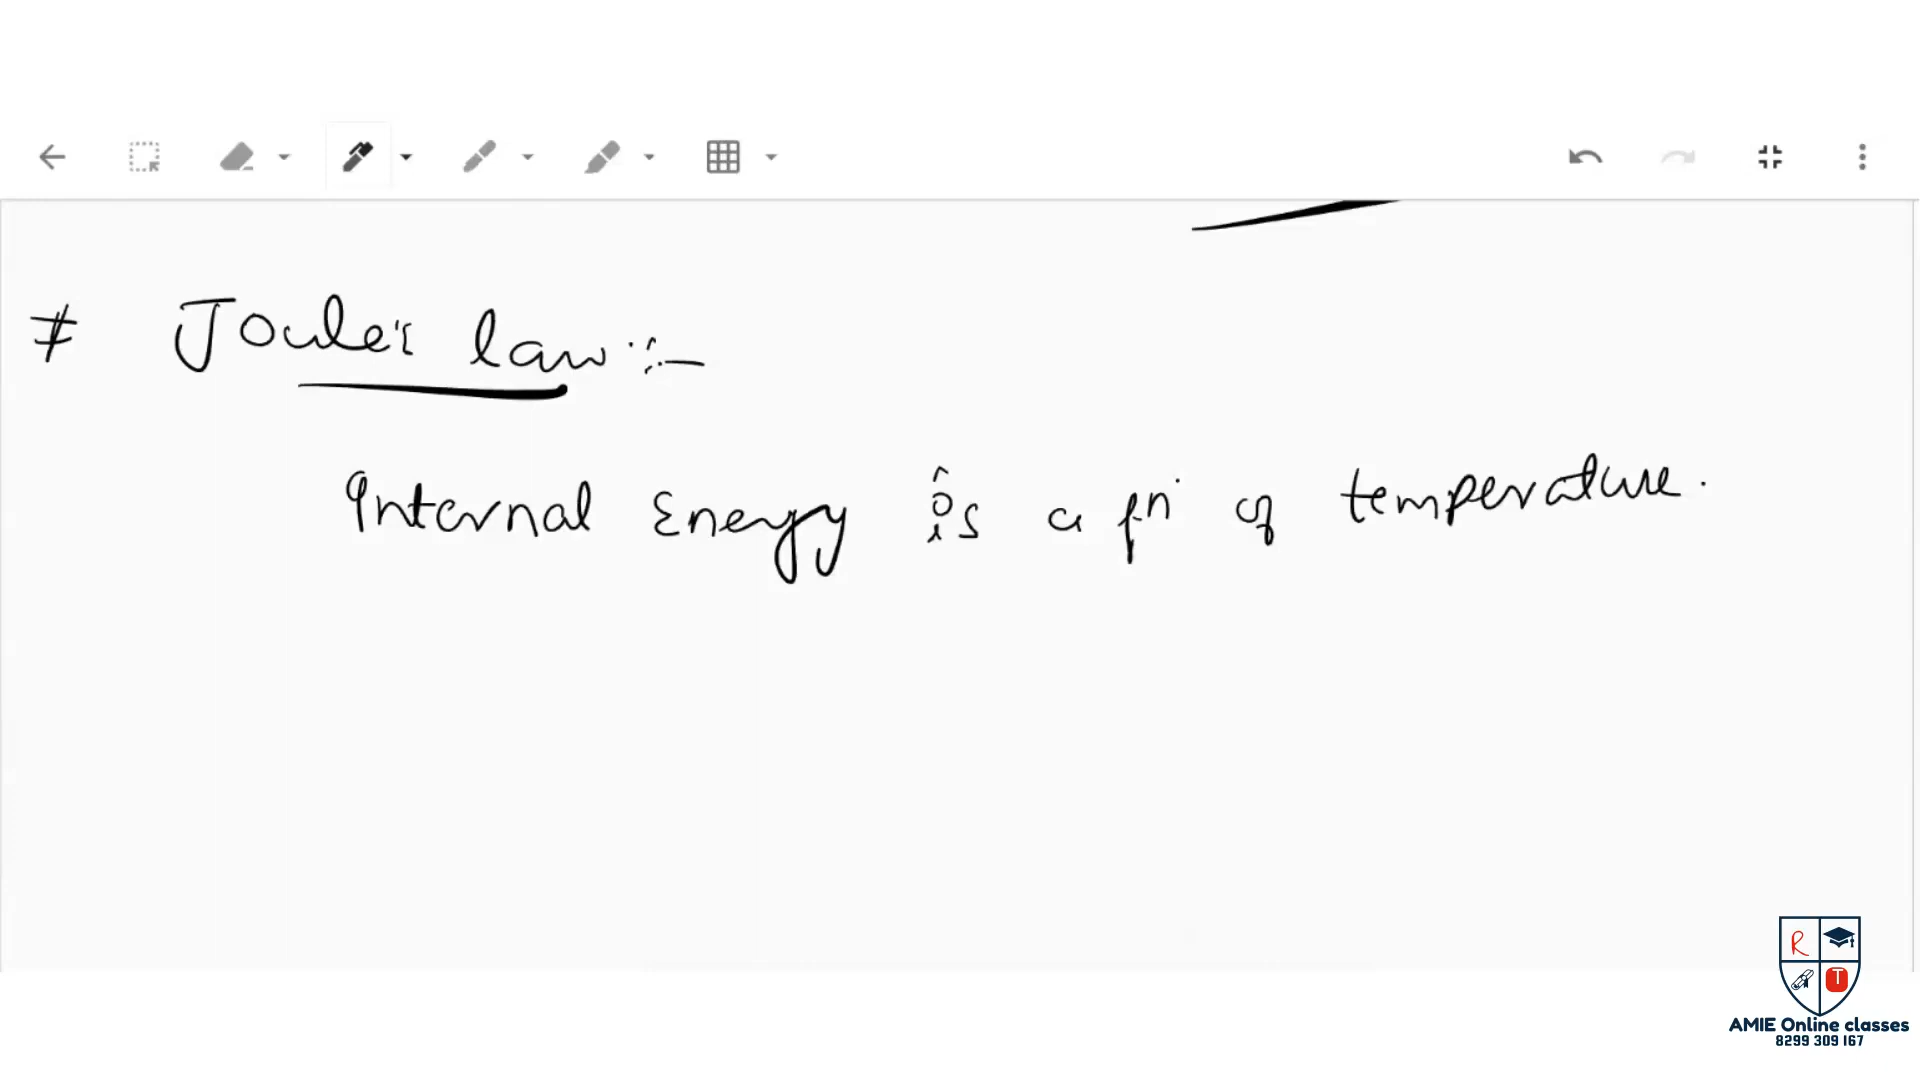 # Joule's law :-
Internal Energy is a fn of temperature.
R T
AMIE Online classes
8299 309 167